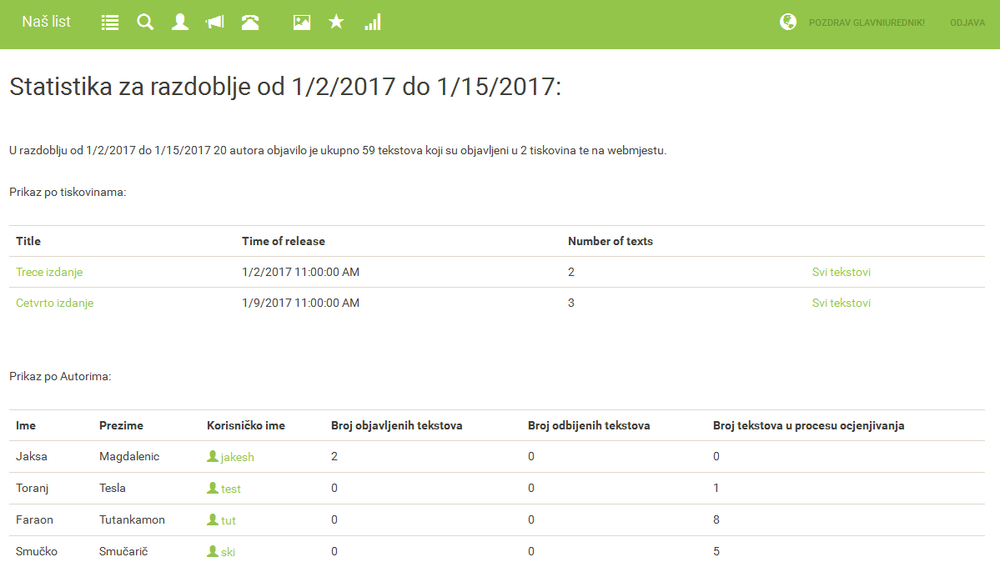 Naš list POZDRAV GLAVNIUREDNIK! ODJAVA
Statistika za razdoblje od 1/2/2017 do 1/15/2017:
U razdoblju od 1/2/2017 do 1/15/2017 20 autora objavilo je ukupno 59 tekstova koji su objavljeni u 2 tiskovina te na webmjestu.
Prikaz po tiskovinama:
Title Time of release Number of texts
Trece izdanje 1/2/2017 11:00:00 AM 2 Svi tekstovi
Cetvrto izdanje 1/9/2017 11:00:00 AM 3 Svi tekstovi
Prikaz po Autorima:
Ime Prezime Korisničko ime Broj objavljenih tekstova Broj odbijenih tekstova Broj tekstova u procesu ocjenjivanja
Jaksa Magdalenic jakesh 2 0 0
Toranj Tesla test 0 0 1
Faraon Tutankamon tut 0 0 8
Smučko Smučarič ski 0 0 5